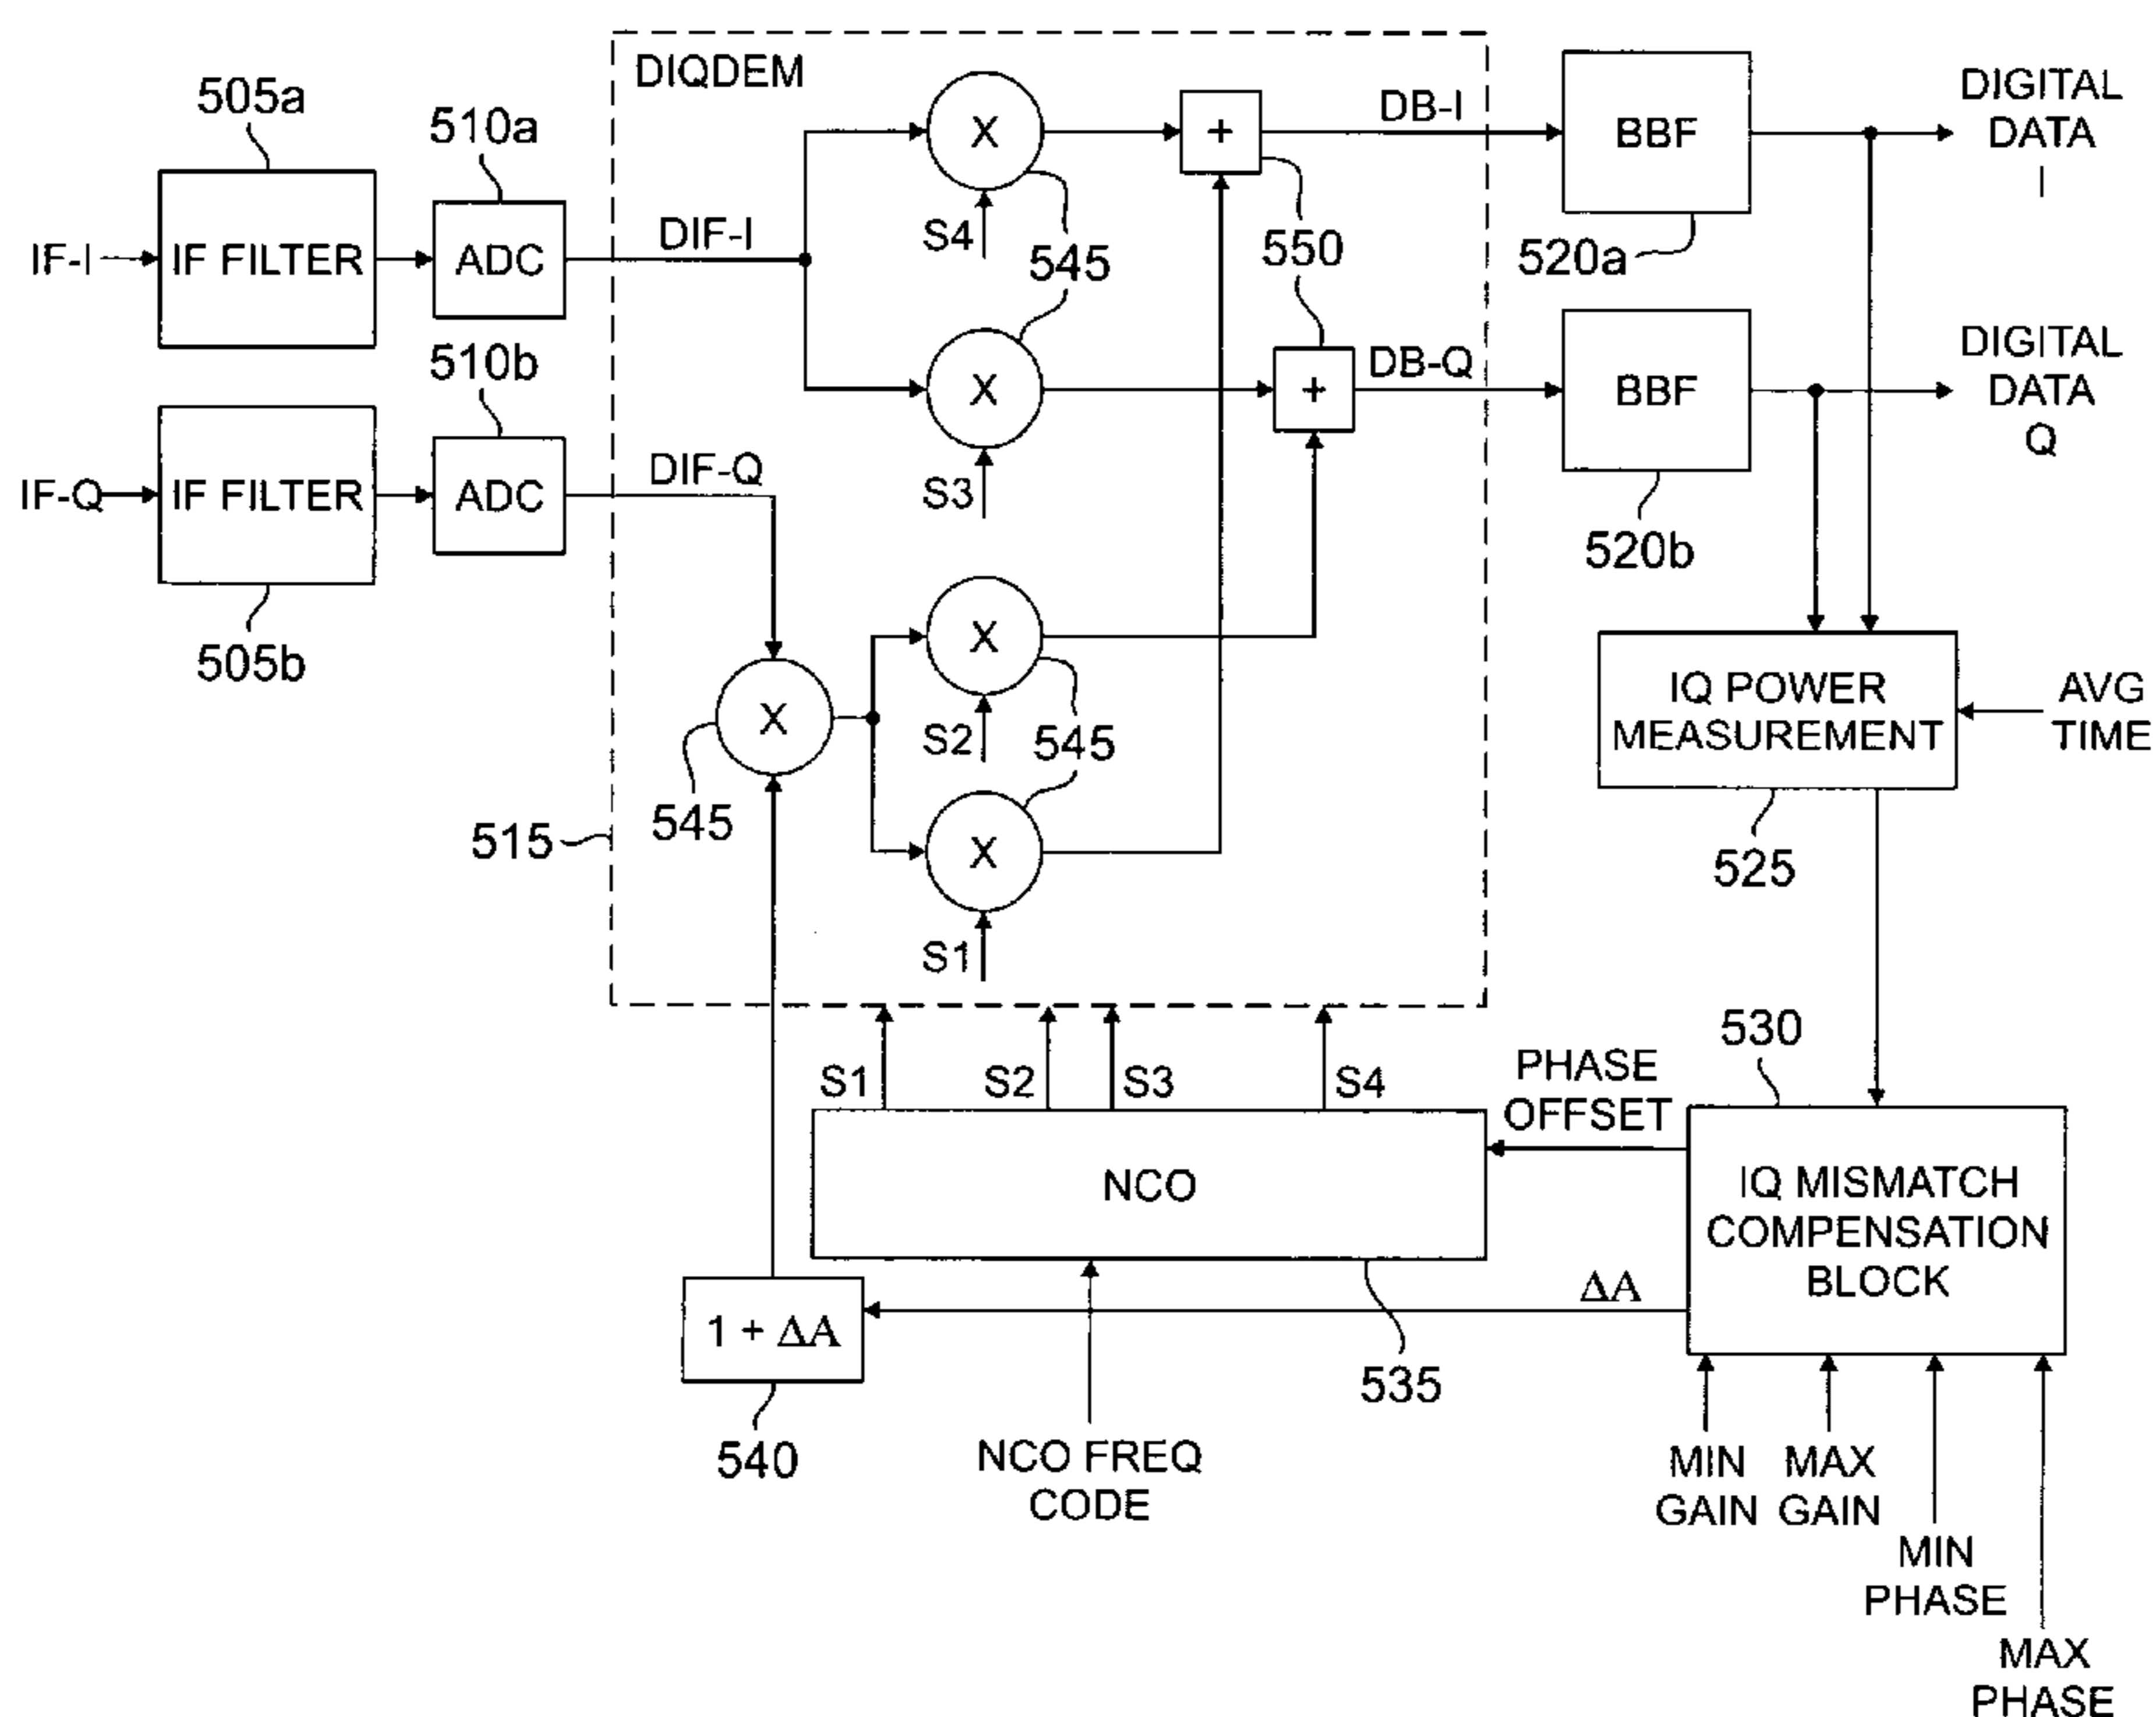 DIQDEM
505a
510a
IF-I
IF FILTER
ADC
DIF-I
X
S4
545
+
550
DB-I
BBF
520a
DIGITAL
DATA
I
510b
X
S3
+
DB-Q
BBF
520b
DIGITAL
DATA
Q
IF-Q
IF FILTER
ADC
DIF-Q
505b
X
545
X
S2
545
X
S1
515
IQ POWER
MEASUREMENT
AVG
TIME
525
S1
S2
S3
S4
PHASE
OFFSET
530
NCO
IQ MISMATCH
COMPENSATION
BLOCK
ΔA
1 + ΔA
540
535
NCO FREQ
CODE
MIN
GAIN
MAX
GAIN
MIN
PHASE
MAX
PHASE